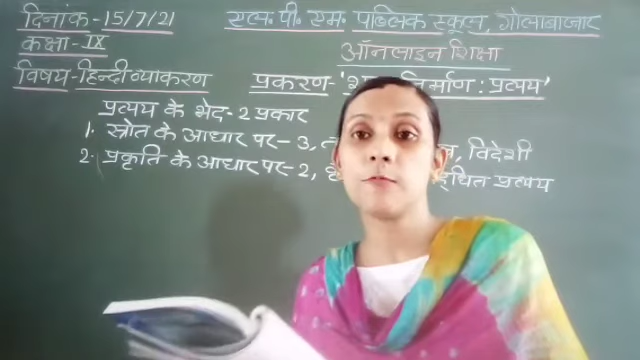 दिनांक-15/7/21 एल. पी. एम. पब्लिक स्कूल, गोलाबाजार
कक्षा-IX ऑनलाइन शिक्षा
विषय-हिन्दी व्याकरण प्रकरण-' निर्माण : प्रत्यय'
प्रत्यय के भेद-2 प्रकार
1. स्रोत के आधार पर-3, विदेशी
2. प्रकृति के आधार पर-2, प्रत्यय